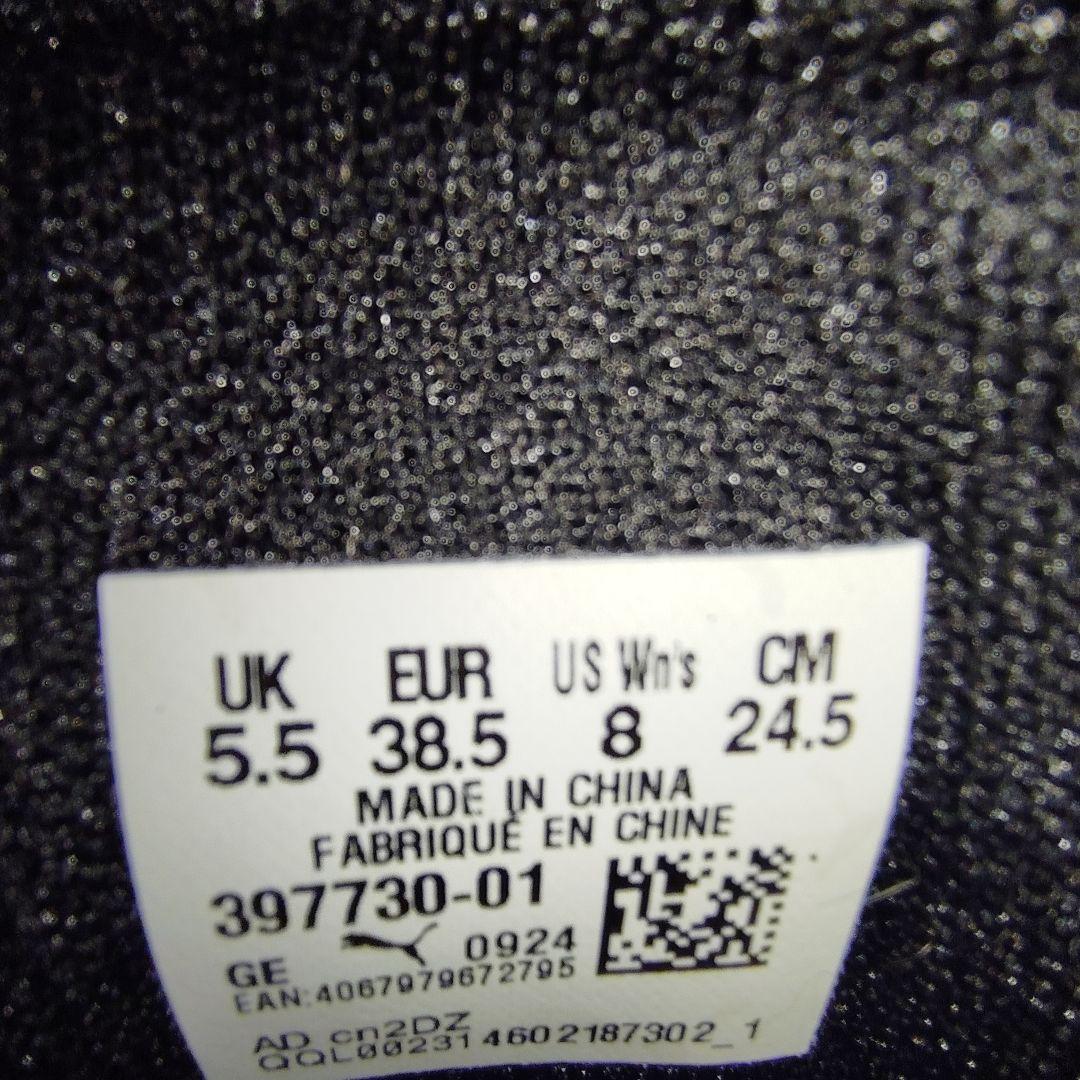 UK EUR US Wn's CM
5.5 38.5 8 24.5
MADE IN CHINA
FABRIQUÉ EN CHINE
397730-01
GE 0924
EAN:4067979672795
AD cn2DZ
QQL00231 4602187302_1